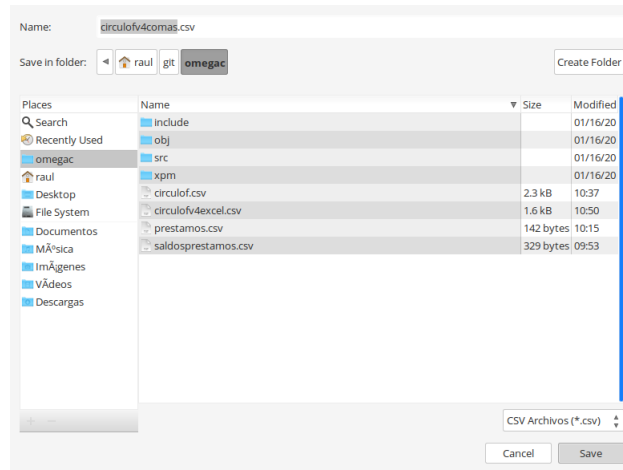 Name: circulofv4comas.csv
Save in folder: raul git omegac Create Folder
Places Name Size Modified
Search include 01/16/20
Recently Used obj 01/16/20
omegac src 01/16/20
raul xpm 01/16/20
Desktop circulof.csv 2.3 kB 10:37
File System circulofv4excel.csv 1.6 kB 10:50
Documentos prestamos.csv 142 bytes 10:15
MÃºsica saldosprestamos.csv 329 bytes 09:53
ImÃ¡genes
VÃ­deos
Descargas
CSV Archivos (*.csv)
Cancel Save